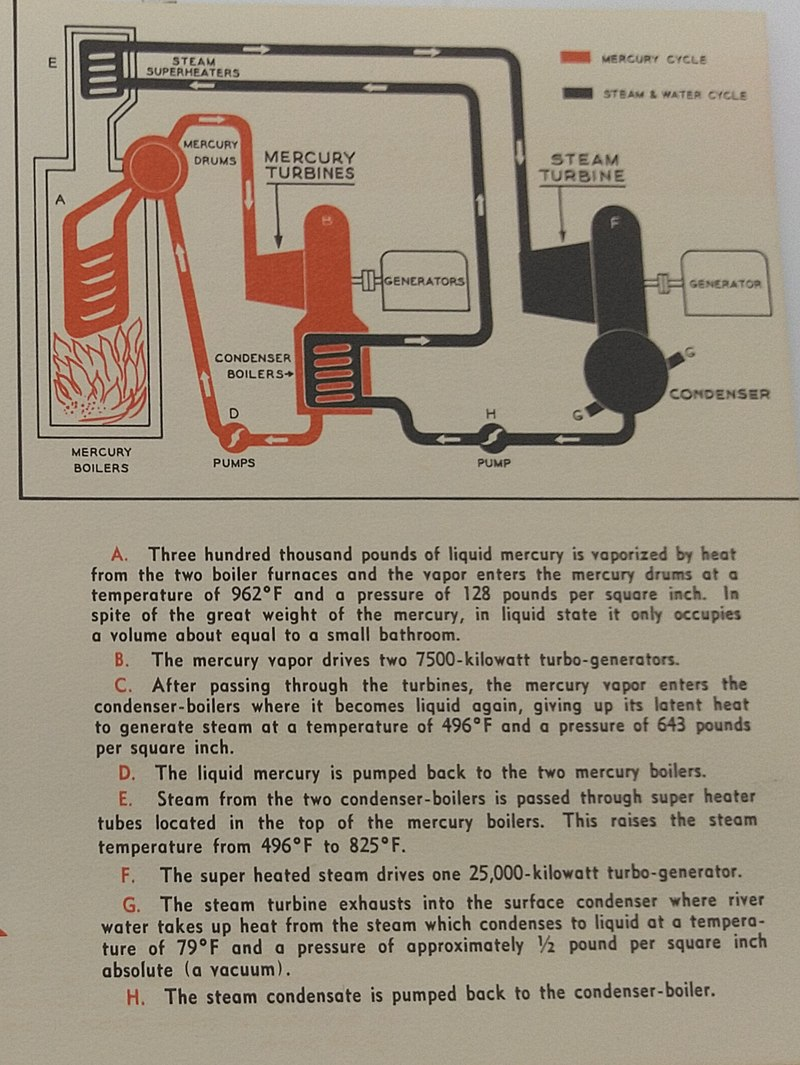 E
STEAM
SUPERHEATERS
MERCURY CYCLE
STEAM & WATER CYCLE
MERCURY
DRUMS
MERCURY
TURBINES
STEAM
TURBINE
A
B
F
GENERATORS
GENERATOR
CONDENSER
BOILERS
G
CONDENSER
G
D
H
PUMPS
PUMP
MERCURY
BOILERS
A. Three hundred thousand pounds of liquid mercury is vaporized by heat
from the two boiler furnaces and the vapor enters the mercury drums at a
temperature of 962°F and a pressure of 128 pounds per square inch. In
spite of the great weight of the mercury, in liquid state it only occupies
a volume about equal to a small bathroom.
B. The mercury vapor drives two 7500-kilowatt turbo-generators.
C. After passing through the turbines, the mercury vapor enters the
condenser-boilers where it becomes liquid again, giving up its latent heat
to generate steam at a temperature of 496°F and a pressure of 643 pounds
per square inch.
D. The liquid mercury is pumped back to the two mercury boilers.
E. Steam from the two condenser-boilers is passed through super heater
tubes located in the top of the mercury boilers. This raises the steam
temperature from 496°F to 825°F.
F. The super heated steam drives one 25,000-kilowatt turbo-generator.
G. The steam turbine exhausts into the surface condenser where river
water takes up heat from the steam which condenses to liquid at a tempera-
ture of 79°F and a pressure of approximately ½ pound per square inch
absolute (a vacuum).
H. The steam condensate is pumped back to the condenser-boiler.